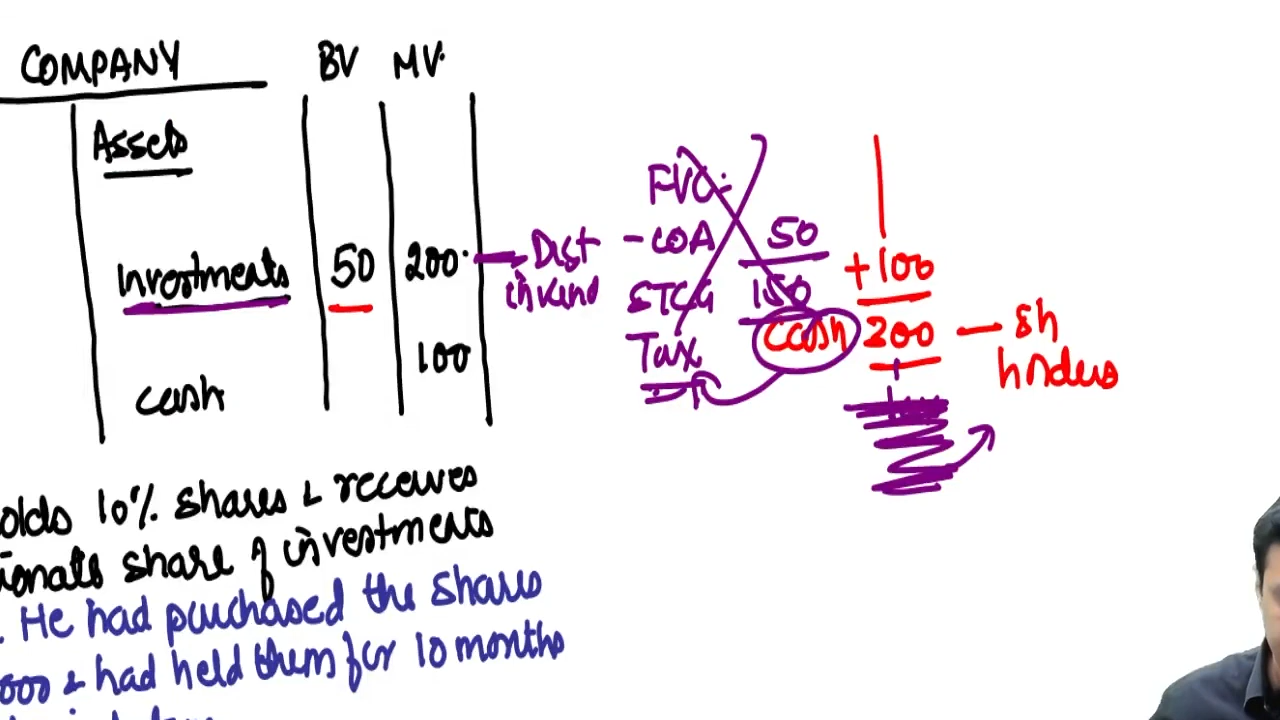 COMPANY BV MV.
Assets
Investments 50 200.
100
cash
Dist
in kind
FVC.
-COA 50
STCG 150
Tax
+100
cash 200 — sh
holders
olds 10% shares & receives
ionate share of investments
. He had purchased the shares
000 & had held them for 10 months